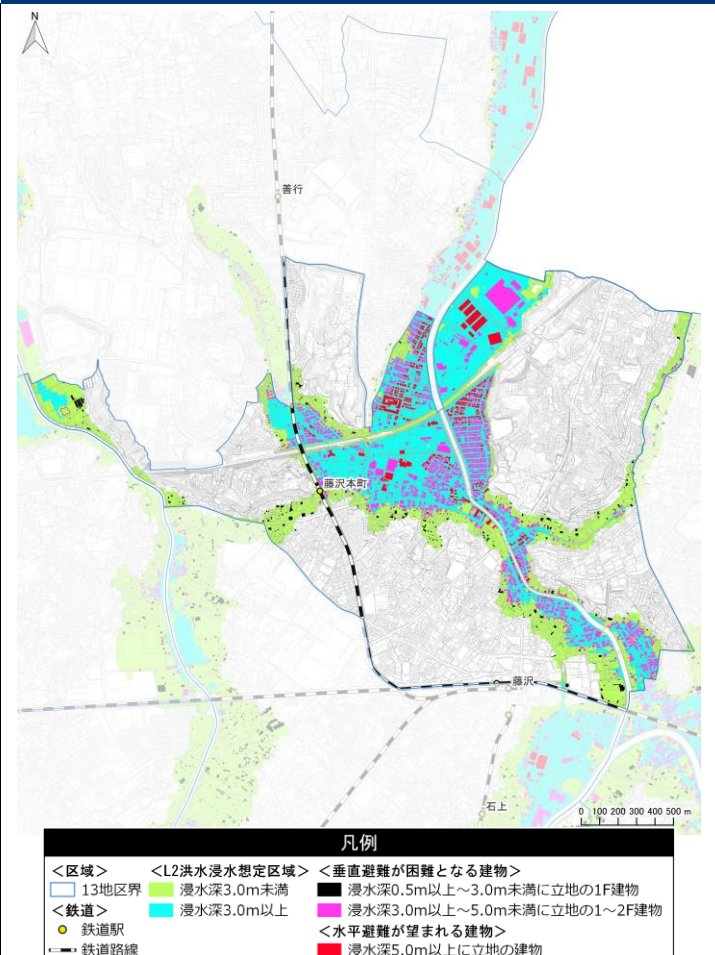 N
善行
藤沢本町
藤沢
石上
0 100 200 300 400 500 m
凡例
＜区域＞
13地区界
＜鉄道＞
鉄道駅
鉄道路線
＜L2洪水浸水想定区域＞
浸水深3.0m未満
浸水深3.0m以上
＜垂直避難が困難となる建物＞
浸水深0.5m以上～3.0m未満に立地の1F建物
浸水深3.0m以上～5.0m未満に立地の1～2F建物
＜水平避難が望まれる建物＞
浸水深5.0m以上に立地の建物